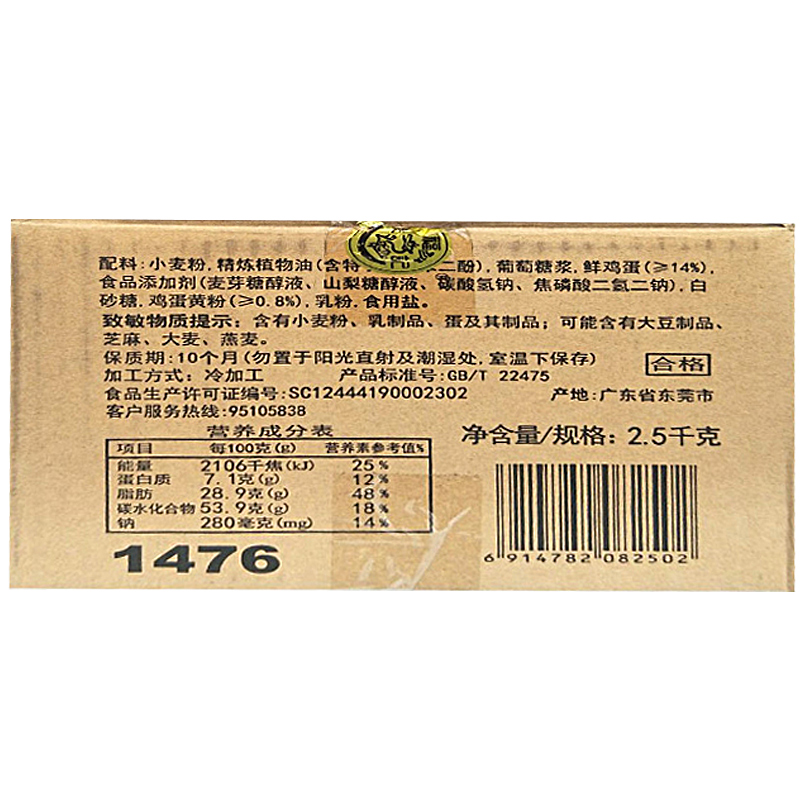 配料:小麦粉,精炼植物油(含特 二酚),葡萄糖浆,鲜鸡蛋(≥14%),
食品添加剂(麦芽糖醇液、山梨糖醇液、碳酸氢钠、焦磷酸二氢二钠),白
砂糖,鸡蛋黄粉(≥0.8%),乳粉,食用盐。
致敏物质提示:含有小麦粉、乳制品、蛋及其制品;可能含有大豆制品、
芝麻、大麦、燕麦。
保质期:10个月(勿置于阳光直射及潮湿处,室温下保存)
合格
加工方式:冷加工 产品标准号:GB/T 22475
食品生产许可证编号:SC12444190002302 产地:广东省东莞市
客户服务热线:95105838
营养成分表
项目 每100克(g) 营养素参考值%
能量 2106千焦(kJ) 25%
蛋白质 7.1克(g) 12%
脂肪 28.9克(g) 48%
碳水化合物 53.9克(g) 18%
钠 280毫克(mg) 14%
净含量/规格:2.5千克
1476
6 914782 082502